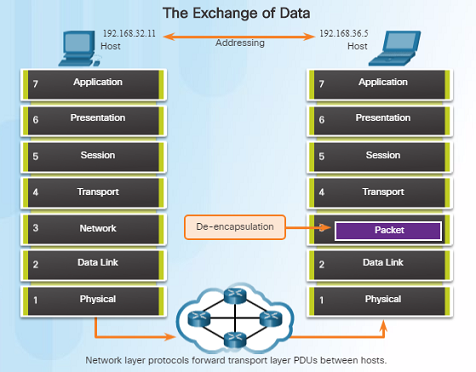 The Exchange of Data
192.168.32.11
Host
Addressing
192.168.36.5
Host
7 Application
6 Presentation
5 Session
4 Transport
3 Network
2 Data Link
1 Physical
De-encapsulation
7 Application
6 Presentation
5 Session
4 Transport
Packet
2 Data Link
1 Physical
Network layer protocols forward transport layer PDUs between hosts.